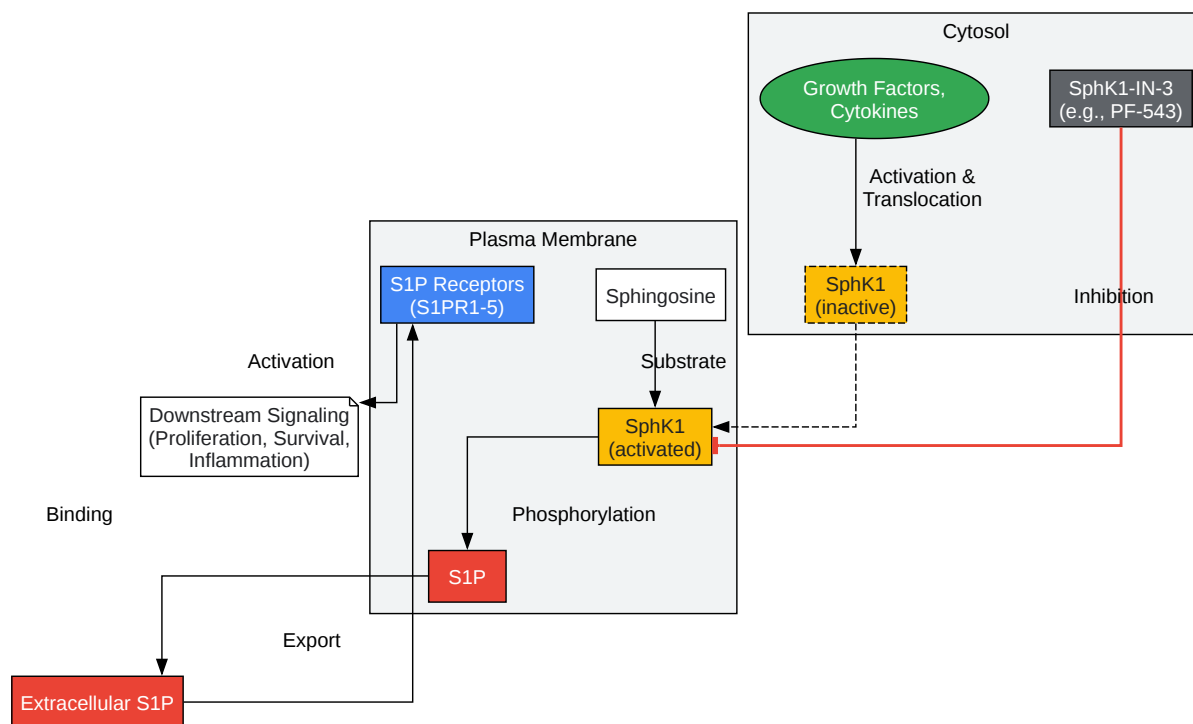 Cytosol
Growth Factors,
Cytokines
SphK1-IN-3
(e.g., PF-543)
Activation &
Translocation
Plasma Membrane
S1P Receptors
(S1PR1-5)
Sphingosine
SphK1
(inactive)
Inhibition
Activation
Substrate
Downstream Signaling
(Proliferation, Survival,
Inflammation)
SphK1
(activated)
Binding
Phosphorylation
S1P
Export
Extracellular S1P